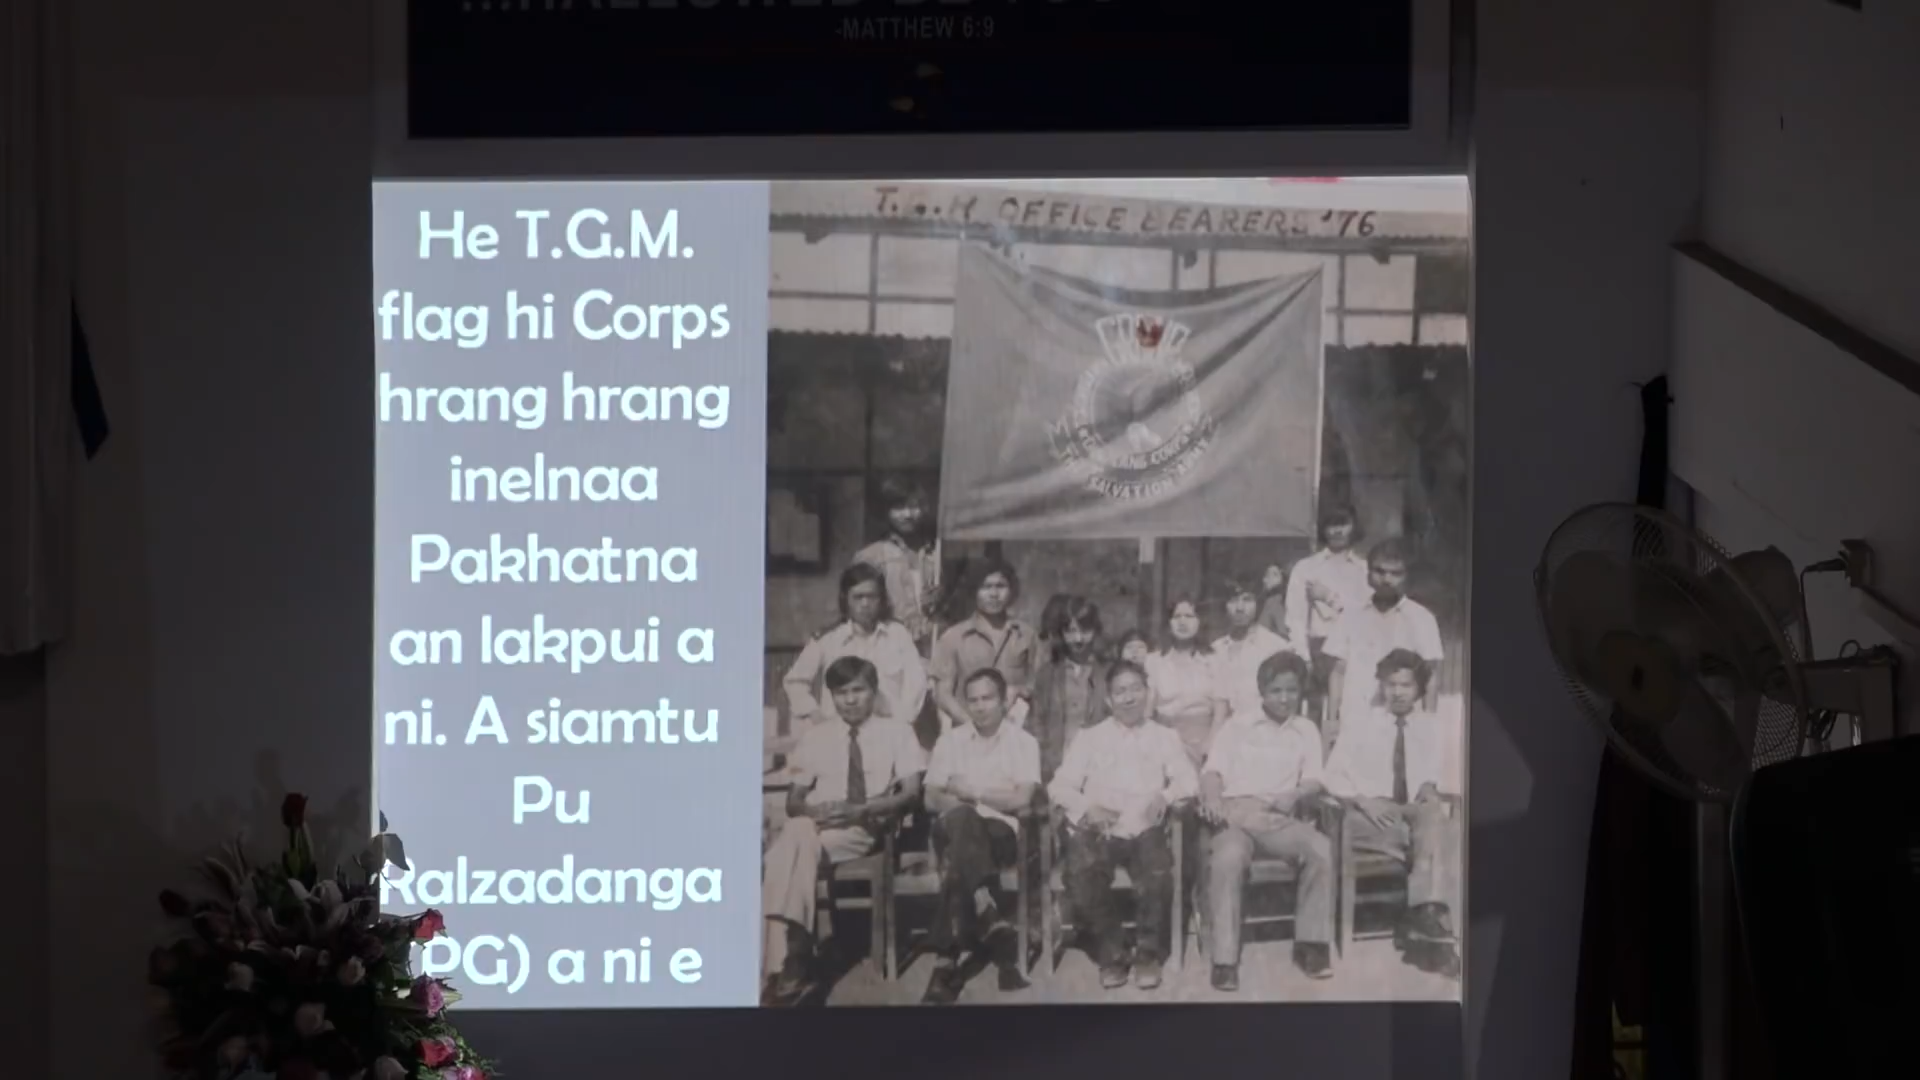 -MATTHEW 6:9
He T.G.M.
flag hi Corps
hrang hrang
inelnaa
Pakhatna
an lakpui a
ni. A siamtu
Pu
Ralzadanga
(PG) a ni e
OFFICE BEARERS '76
CORPS
SALVATION ARMY